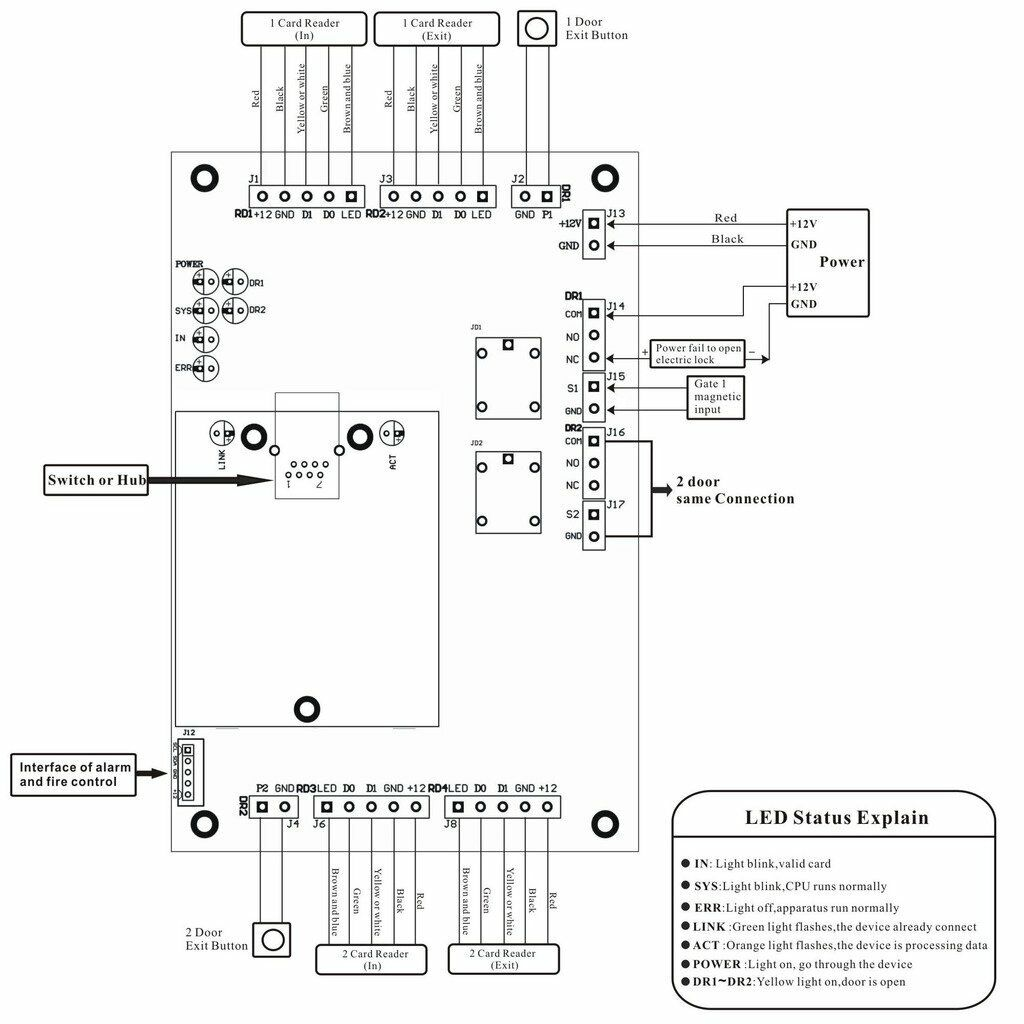 1 Card Reader
(In)
1 Card Reader
(Exit)
1 Door
Exit Button
Red
Black
Yellow or white
Green
Brown and blue
Red
Black
Yellow or white
Green
Brown and blue
J1
J3
J2
DR1
RD1 +12 GND D1 D0 LED
RD2 +12 GND D1 D0 LED
GND P1
J13
+12V
GND
Red
Black
+12V
GND
Power
+12V
GND
POWER
DR1
SYS
DR2
IN
ERR
DR1
J14
COM
NO
NC
+
Power fail to open
electric lock
−
JD1
J15
S1
GND
Gate 1
magnetic
input
DR2
J16
COM
NO
NC
JD2
J17
S2
GND
2 door
same Connection
LINK
ACT
1
7
Switch or Hub
J12
SCL
SDA
GND
+12
Interface of alarm
and fire control
DR2
P2 GND
RD3 LED D0 D1 GND +12
RD4 LED D0 D1 GND +12
J4
J6
J8
Brown and blue
Green
Yellow or white
Black
Red
Brown and blue
Green
Yellow or white
Black
Red
2 Door
Exit Button
2 Card Reader
(In)
2 Card Reader
(Exit)
LED Status Explain
● IN: Light blink,valid card
● SYS:Light blink,CPU runs normally
● ERR:Light off,apparatus run normally
● LINK :Green light flashes,the device already connect
● ACT :Orange light flashes,the device is processing data
● POWER :Light on, go through the device
● DR1~DR2:Yellow light on,door is open